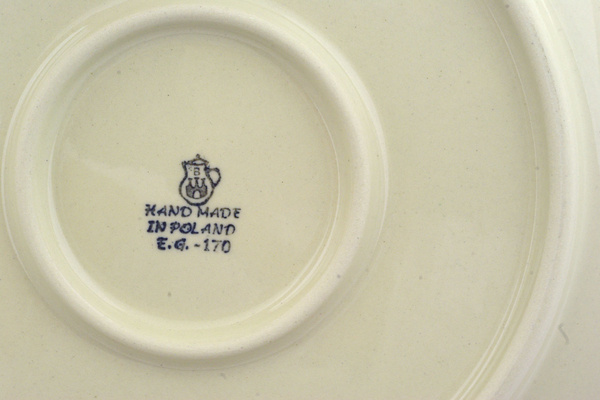 B
HAND MADE
IN POLAND
E.G. -170